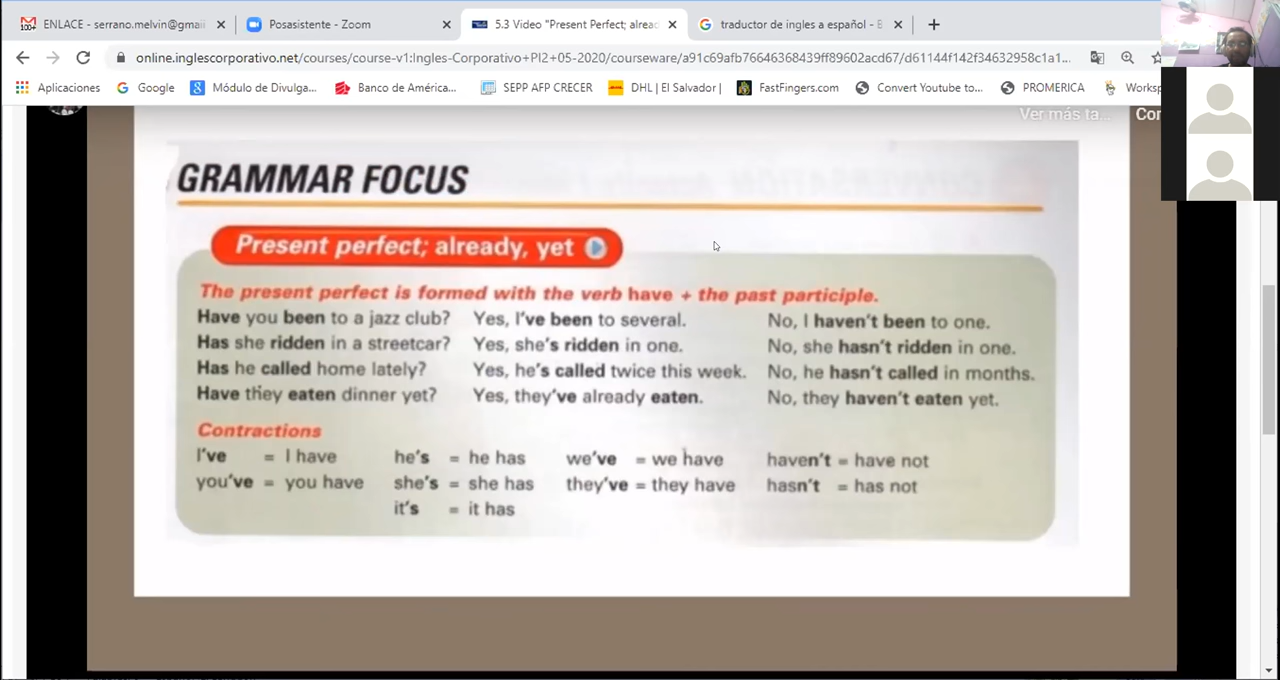 ENLACE - serrano.melvin@gmai
Posasistente - Zoom
5.3 Video "Present Perfect; alrea
traductor de ingles a español - B
online.inglescorporativo.net/courses/course-v1:Ingles-Corporativo+PI2+05-2020/courseware/a91c69afb76646368439ff89602acd67/d61144f142f34632958c1a1...
Aplicaciones
Google
Módulo de Divulga...
Banco de América...
SEPP AFP CRECER
DHL | El Salvador |
FastFingers.com
Convert Youtube to...
PROMERICA
Worksp
Ver más ta...
Cor
GRAMMAR FOCUS
Present perfect; already, yet
The present perfect is formed with the verb have + the past participle.
Have you been to a jazz club? Yes, I've been to several. No, I haven't been to one.
Has she ridden in a streetcar? Yes, she's ridden in one. No, she hasn't ridden in one.
Has he called home lately? Yes, he's called twice this week. No, he hasn't called in months.
Have they eaten dinner yet? Yes, they've already eaten. No, they haven't eaten yet.
Contractions
I've = I have he's = he has we've = we have haven't = have not
you've = you have she's = she has they've = they have hasn't = has not
it's = it has